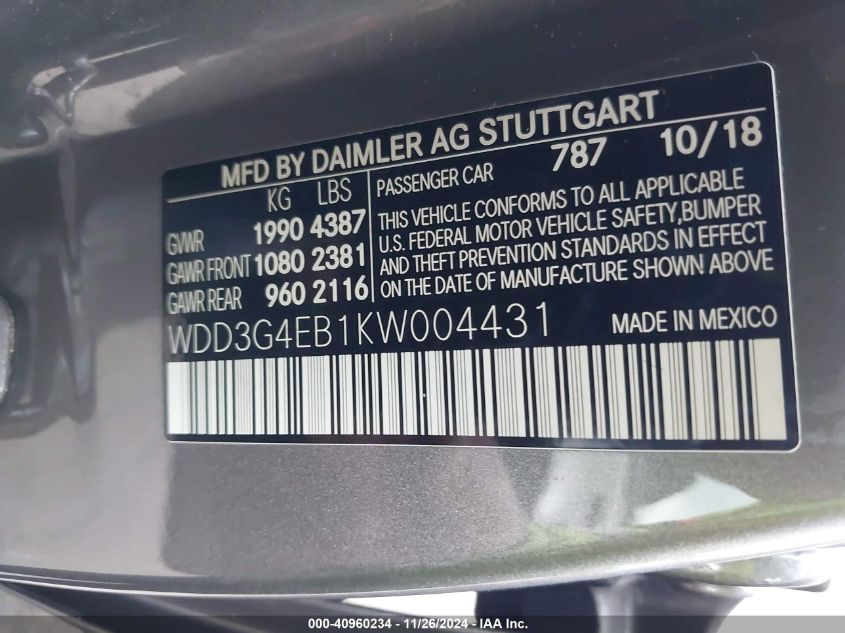 MFD BY DAIMLER AG STUTTGART
787 10/18
KG LBS
GVWR 1990 4387
GAWR FRONT 1080 2381
GAWR REAR 960 2116
PASSENGER CAR
THIS VEHICLE CONFORMS TO ALL APPLICABLE
U.S. FEDERAL MOTOR VEHICLE SAFETY,BUMPER
AND THEFT PREVENTION STANDARDS IN EFFECT
ON THE DATE OF MANUFACTURE SHOWN ABOVE
WDD3G4EB1KW004431
MADE IN MEXICO
000-40960234 - 11/26/2024 - IAA Inc.